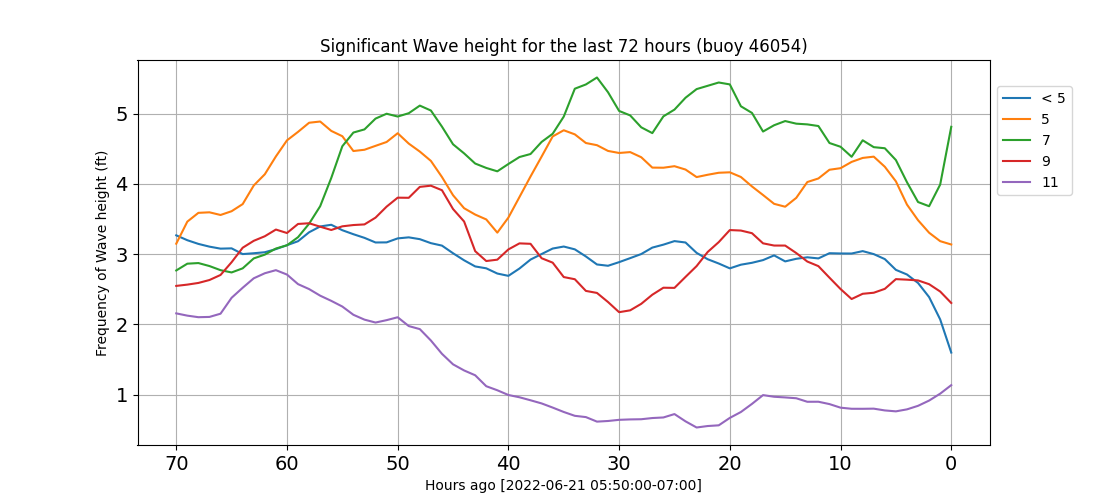 Significant Wave height for the last 72 hours (buoy 46054)
Frequency of Wave height (ft)
5
4
3
2
1
70 60 50 40 30 20 10 0
Hours ago [2022-06-21 05:50:00-07:00]
< 5
5
7
9
11